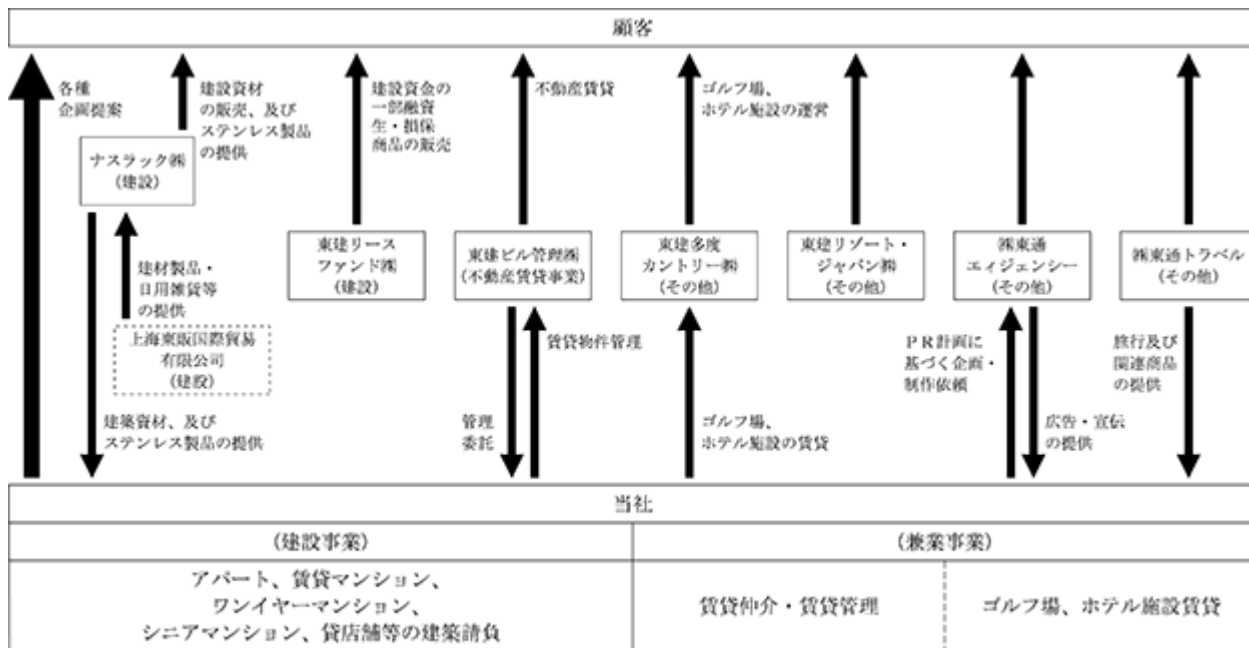 顧客
各種
企画提案
建設資材
の販売、及び
ステンレス製品
の提供
建設資金の
一部融資
生・損保
商品の販売
不動産賃貸
ゴルフ場、
ホテル施設の運営
ナスラック㈱
(建設)
東建リース
ファンド㈱
(建設)
東建ビル管理㈱
(不動産賃貸事業)
東建多度
カントリー㈱
(その他)
東建リゾート・
ジャパン㈱
(その他)
㈱東通
エィジェンシー
(その他)
㈱東通トラベル
(その他)
建材製品・
日用雑貨等
の提供
上海東販国際貿易
有限公司
(建設)
建築資材、及び
ステンレス製品の提供
賃貸物件管理
管理
委託
ゴルフ場、
ホテル施設の賃貸
PR計画に
基づく企画・
制作依頼
広告・宣伝
の提供
旅行及び
関連商品
の提供
当社
(建設事業)
(兼業事業)
アパート、賃貸マンション、
ワンイヤーマンション、
シニアマンション、貸店舗等の建築請負
賃貸仲介・賃貸管理
ゴルフ場、ホテル施設賃貸